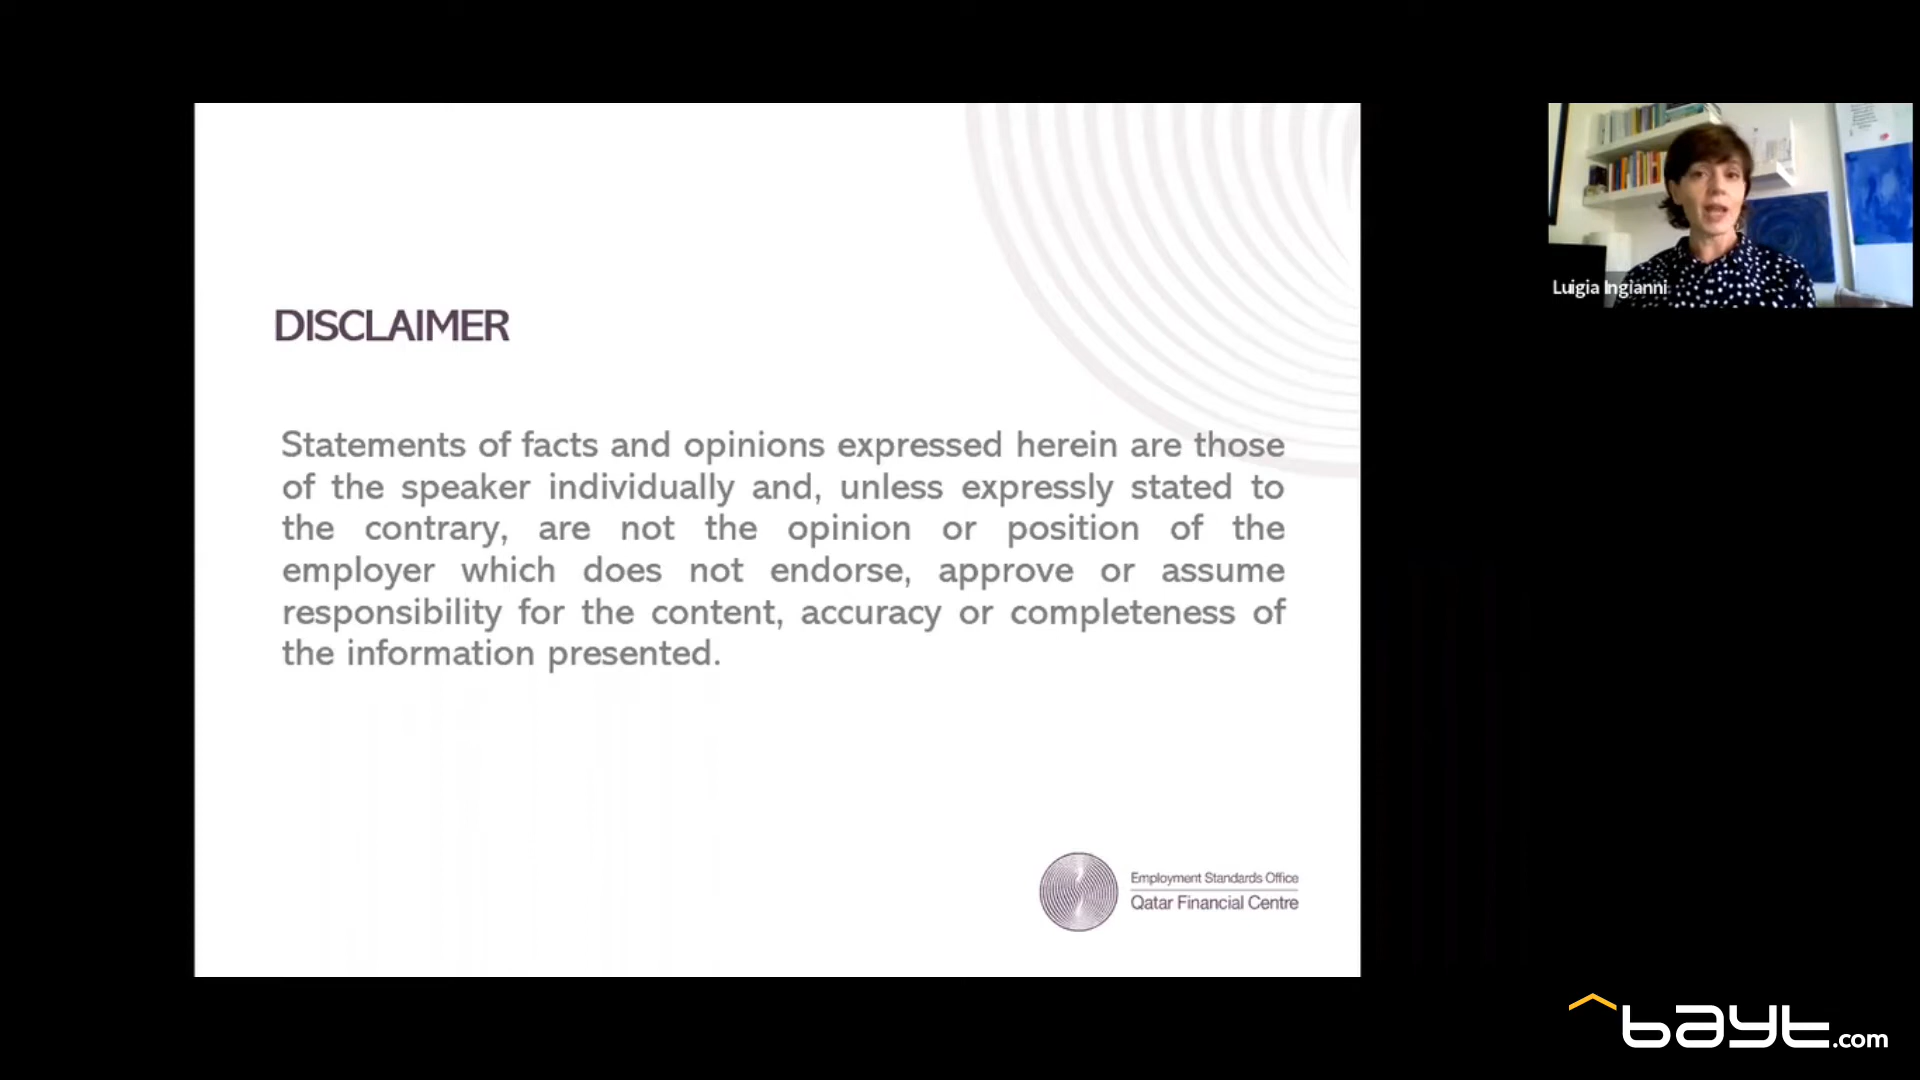 DISCLAIMER
Statements of facts and opinions expressed herein are those
of the speaker individually and, unless expressly stated to
the contrary, are not the opinion or position of the
employer which does not endorse, approve or assume
responsibility for the content, accuracy or completeness of
the information presented.
Employment Standards Office
Qatar Financial Centre
Luigia Ingianni
bayt.com